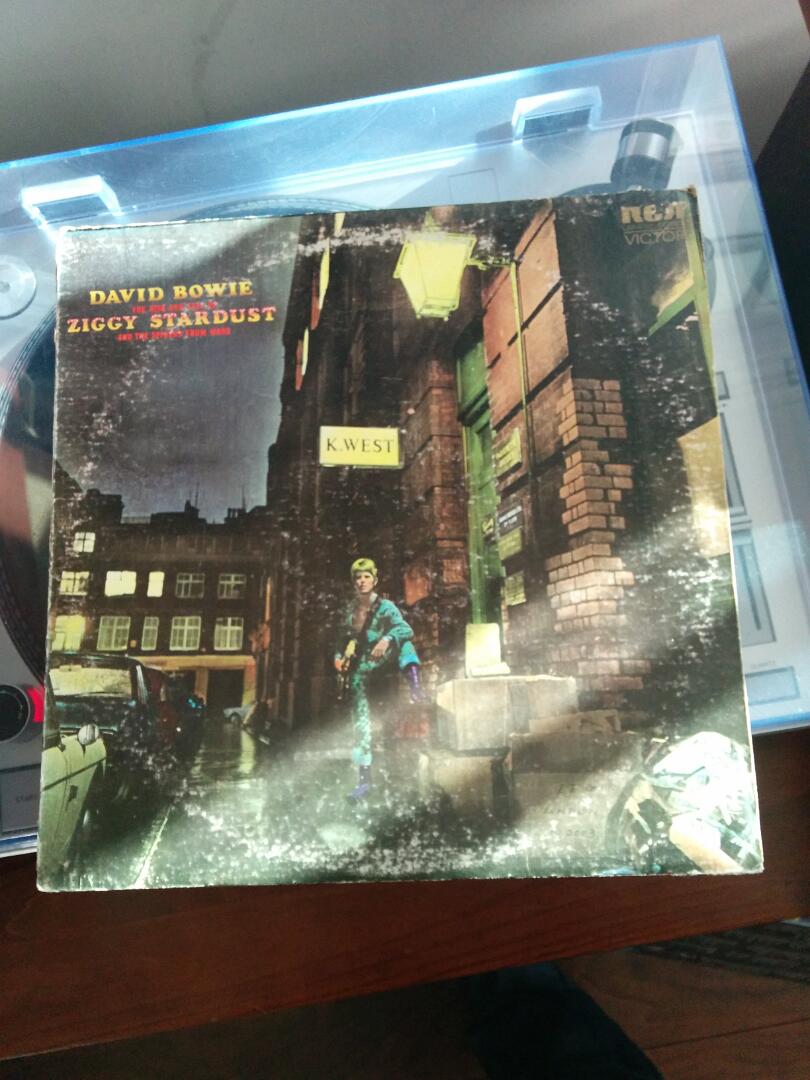 RCA
VICTOR
DAVID BOWIE
THE RISE AND FALL OF
ZIGGY STARDUST
AND THE SPIDERS FROM MARS
K.WEST